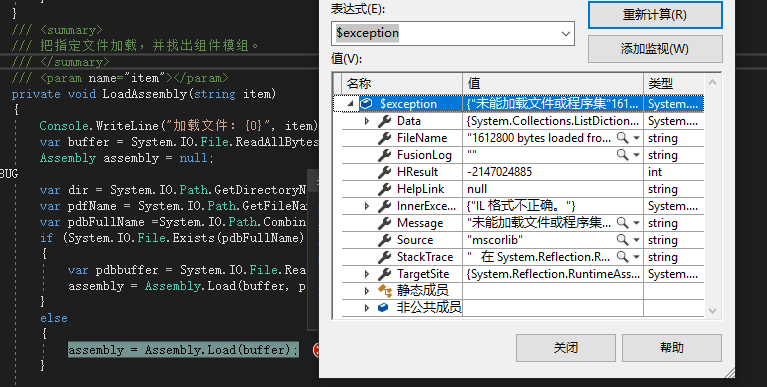 }
/// <summary>
/// 把指定文件加载，并找出组件模组。
/// </summary>
/// <param name="item"></param>
private void LoadAssembly(string item)
{
Console.WriteLine("加载文件: {0}", item)
var buffer = System.IO.File.ReadAllBytes
Assembly assembly = null;
BUG
var dir = System.IO.Path.GetDirectoryN
var pdfName = System.IO.Path.GetFileName
var pdbFullName =System.IO.Path.Combin
if (System.IO.File.Exists(pdbFullName)
{
var pdbbuffer = System.IO.File.Rea
assembly = Assembly.Load(buffer, p
}
else
{
assembly = Assembly.Load(buffer);
}
表达式(E):
$exception
重新计算(R)
添加监视(W)
值(V):
名称 值 类型
$exception {"未能加载文件或程序集"161... System....
Data {System.Collections.ListDictio... System....
FileName "1612800 bytes loaded fro... string
FusionLog "" string
HResult -2147024885 int
HelpLink null string
InnerExce... {"IL 格式不正确。"} System....
Message "未能加载文件或程序集... string
Source "mscorlib" string
StackTrace " 在 System.Reflection.R... string
TargetSite {System.Reflection.RuntimeAss... System....
静态成员
非公共成员
关闭
帮助